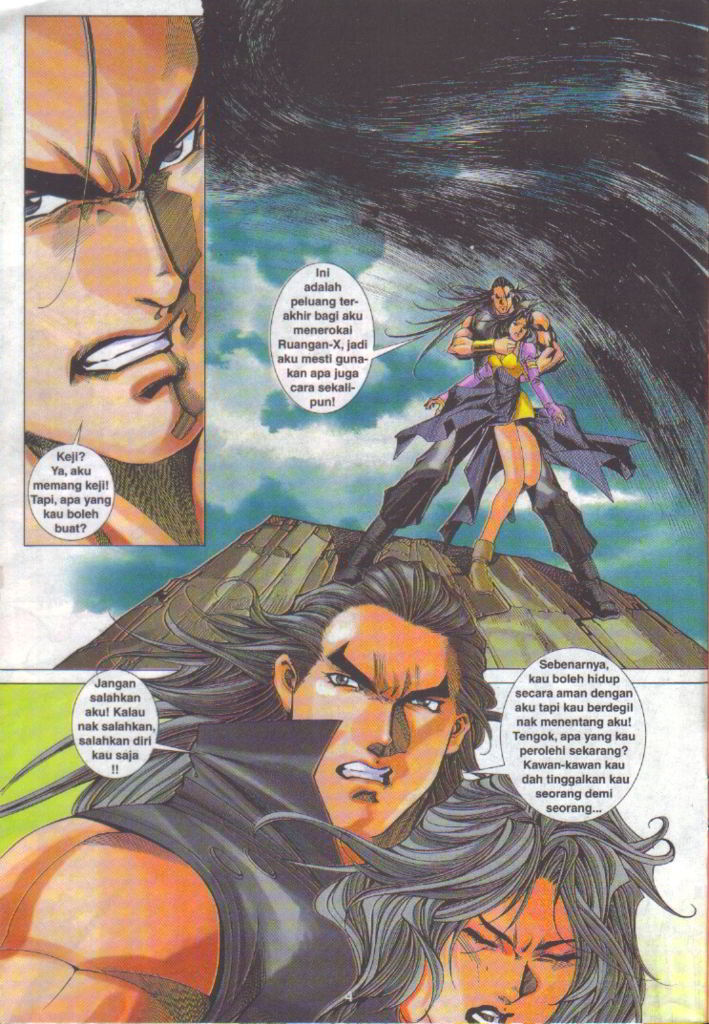 Keji?
Ya, aku
memang keji!
Tapi, apa yang
kau boleh
buat?
Ini
adalah
peluang ter-
akhir bagi aku
menerokai
Ruangan-X, jadi
aku mesti guna-
kan apa juga
cara sekali-
pun!
Jangan
salahkan
aku! Kalau
nak salahkan,
salahkan diri
kau saja
!!
Sebenarnya,
kau boleh hidup
secara aman dengan
aku tapi kau berdegil
nak menentang aku!
Tengok, apa yang kau
perolehi sekarang?
Kawan-kawan kau
dah tinggalkan kau
seorang demi
seorang...
4